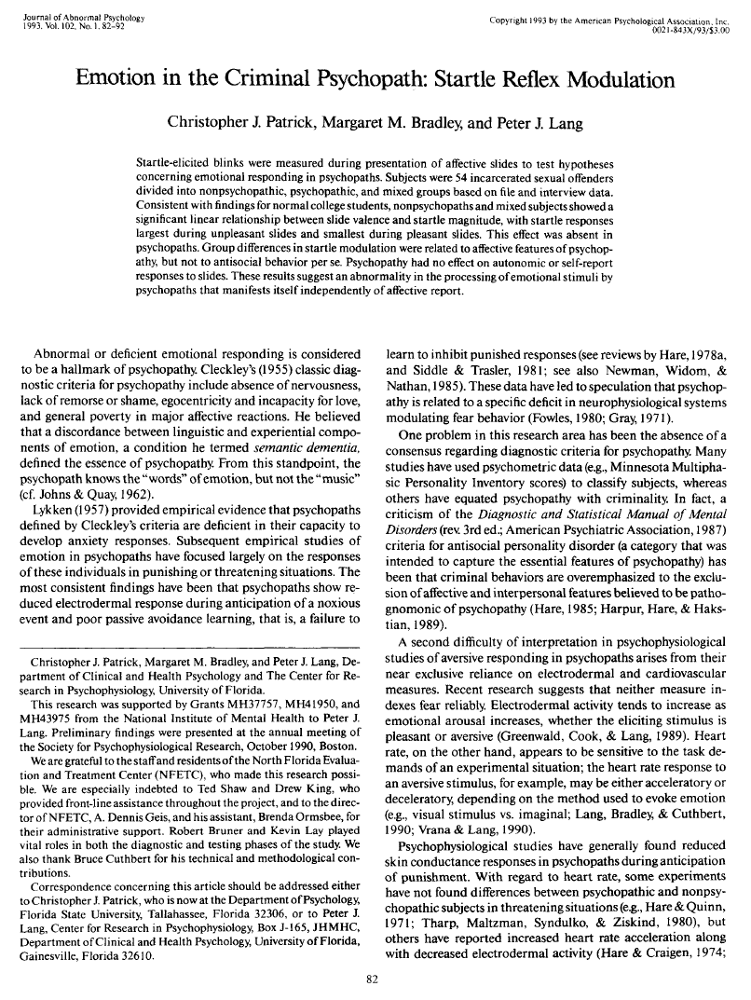 Journal of Abnormal Psychology
1993, Vol. 102, No. 1, 82-92
Copyright 1993 by the American Psychological Association, Inc.
0021-843X/93/$3.00
Emotion in the Criminal Psychopath: Startle Reflex Modulation
Christopher J. Patrick, Margaret M. Bradley, and Peter J. Lang
Startle-elicited blinks were measured during presentation of affective slides to test hypotheses
concerning emotional responding in psychopaths. Subjects were 54 incarcerated sexual offenders
divided into nonpsychopathic, psychopathic, and mixed groups based on file and interview data.
Consistent with findings for normal college students, nonpsychopaths and mixed subjects showed a
significant linear relationship between slide valence and startle magnitude, with startle responses
largest during unpleasant slides and smallest during pleasant slides. This effect was absent in
psychopaths. Group differences in startle modulation were related to affective features of psychop-
athy, but not to antisocial behavior per se. Psychopathy had no effect on autonomic or self-report
responses to slides. These results suggest an abnormality in the processing of emotional stimuli by
psychopaths that manifests itself independently of affective report.
Abnormal or deficient emotional responding is considered
to be a hallmark of psychopathy. Cleckley's (1955) classic diag-
nostic criteria for psychopathy include absence of nervousness,
lack of remorse or shame, egocentricity and incapacity for love,
and general poverty in major affective reactions. He believed
that a discordance between linguistic and experiential compo-
nents of emotion, a condition he termed semantic dementia,
defined the essence of psychopathy. From this standpoint, the
psychopath knows the "words" of emotion, but not the "music"
(cf. Johns & Quay, 1962).
Lykken (1957) provided empirical evidence that psychopaths
defined by Cleckley's criteria are deficient in their capacity to
develop anxiety responses. Subsequent empirical studies of
emotion in psychopaths have focused largely on the responses
of these individuals in punishing or threatening situations. The
most consistent findings have been that psychopaths show re-
duced electrodermal response during anticipation of a noxious
event and poor passive avoidance learning, that is, a failure to
Christopher J. Patrick, Margaret M. Bradley, and Peter J. Lang, De-
partment of Clinical and Health Psychology and The Center for Re-
search in Psychophysiology, University of Florida.
This research was supported by Grants MH37757, MH41950, and
MH43975 from the National Institute of Mental Health to Peter J.
Lang. Preliminary findings were presented at the annual meeting of
the Society for Psychophysiological Research, October 1990, Boston.
We are grateful to the staff and residents of the North Florida Evalua-
tion and Treatment Center (NFETC), who made this research possi-
ble. We are especially indebted to Ted Shaw and Drew King, who
provided front-line assistance throughout the project, and to the direc-
tor of NFETC, A. Dennis Geis, and his assistant, Brenda Ormsbee, for
their administrative support. Robert Bruner and Kevin Lay played
vital roles in both the diagnostic and testing phases of the study. We
also thank Bruce Cuthbert for his technical and methodological con-
tributions.
Correspondence concerning this article should be addressed either
to Christopher J. Patrick, who is now at the Department of Psychology,
Florida State University, Tallahassee, Florida 32306, or to Peter J.
Lang, Center for Research in Psychophysiology, Box J-165, JHMHC,
Department of Clinical and Health Psychology, University of Florida,
Gainesville, Florida 32610.
learn to inhibit punished responses (see reviews by Hare, 1978a,
and Siddle & Trasler, 1981; see also Newman, Widom, &
Nathan, 1985). These data have led to speculation that psychop-
athy is related to a specific deficit in neurophysiological systems
modulating fear behavior (Fowles, 1980; Gray, 1971).
One problem in this research area has been the absence of a
consensus regarding diagnostic criteria for psychopathy. Many
studies have used psychometric data (e.g., Minnesota Multipha-
sic Personality Inventory scores) to classify subjects, whereas
others have equated psychopathy with criminality. In fact, a
criticism of the Diagnostic and Statistical Manual of Mental
Disorders (rev. 3rd ed.; American Psychiatric Association, 1987)
criteria for antisocial personality disorder (a category that was
intended to capture the essential features of psychopathy) has
been that criminal behaviors are overemphasized to the exclu-
sion of affective and interpersonal features believed to be patho-
gnomonic of psychopathy (Hare, 1985; Harpur, Hare, & Haks-
tian, 1989).
A second difficulty of interpretation in psychophysiological
studies of aversive responding in psychopaths arises from their
near exclusive reliance on electrodermal and cardiovascular
measures. Recent research suggests that neither measure in-
dexes fear reliably. Electrodermal activity tends to increase as
emotional arousal increases, whether the eliciting stimulus is
pleasant or aversive (Greenwald, Cook, & Lang, 1989). Heart
rate, on the other hand, appears to be sensitive to the task de-
mands of an experimental situation; the heart rate response to
an aversive stimulus, for example, may be either acceleratory or
deceleratory, depending on the method used to evoke emotion
(e.g., visual stimulus vs. imaginal; Lang, Bradley, & Cuthbert,
1990; Vrana & Lang, 1990).
Psychophysiological studies have generally found reduced
skin conductance responses in psychopaths during anticipation
of punishment. With regard to heart rate, some experiments
have not found differences between psychopathic and nonpsy-
chopathic subjects in threatening situations (e.g., Hare & Quinn,
1971; Tharp, Maltzman, Syndulko, & Ziskind, 1980), but
others have reported increased heart rate acceleration along
with decreased electrodermal activity (Hare & Craigen, 1974;
82